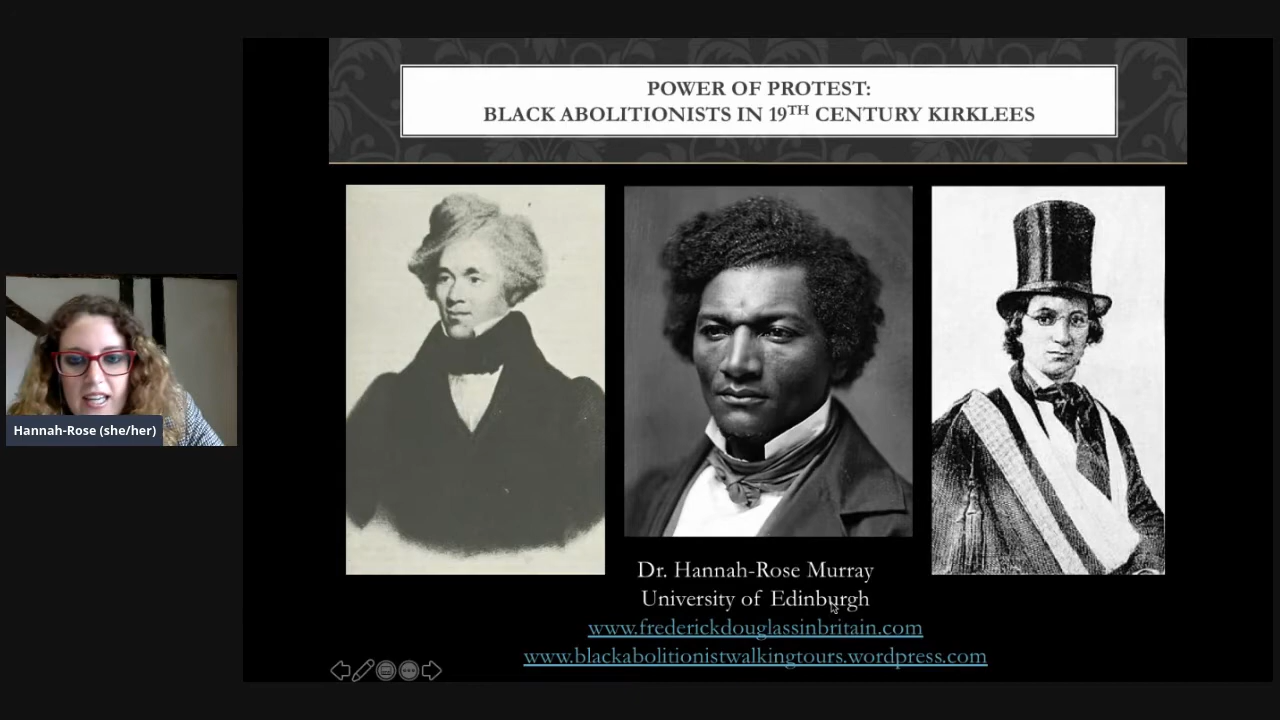 POWER OF PROTEST:
BLACK ABOLITIONISTS IN 19TH CENTURY KIRKLEES
Hannah-Rose (she/her)
Dr. Hannah-Rose Murray
University of Edinburgh
www.frederickdouglassinbritain.com
www.blackabolitionistwalkingtours.wordpress.com